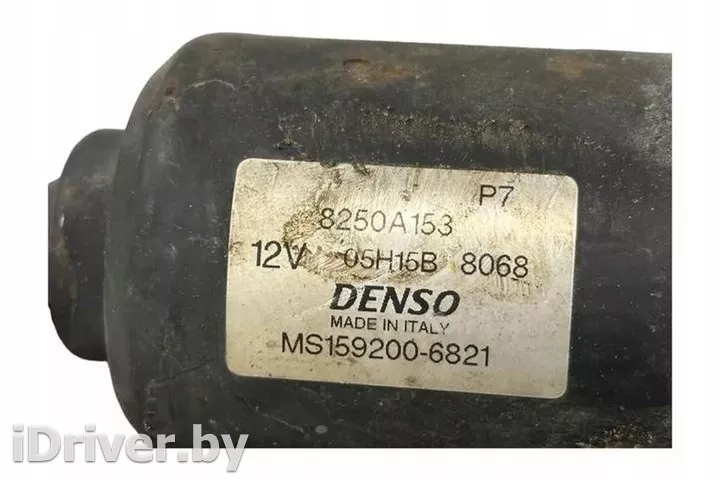 P7
8250A153
12V 05H15B 8068
DENSO
MADE IN ITALY
MS159200-6821
iDriver.by